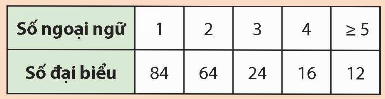 Số ngoại ngữ 1 2 3 4 ≥ 5
Số đại biểu 84 64 24 16 12